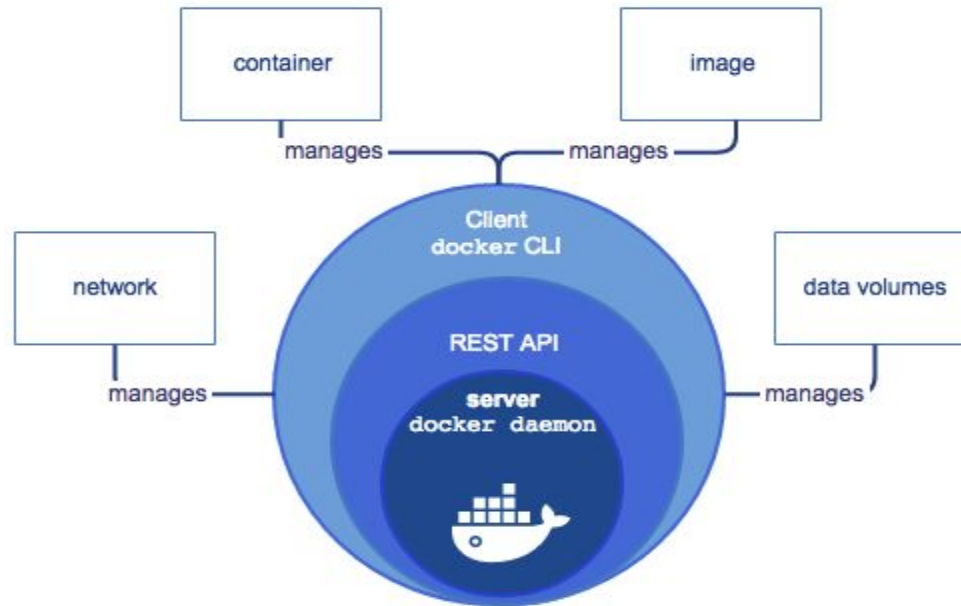 container
image
manages
manages
Client
docker CLI
network
data volumes
REST API
manages
manages
server
docker daemon